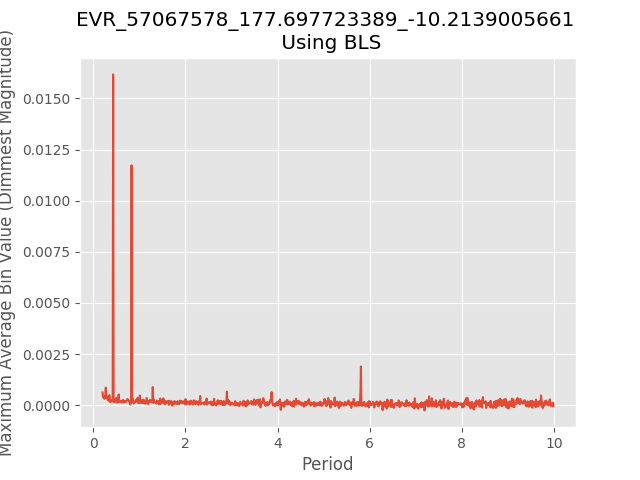 EVR_57067578_177.697723389_-10.2139005661
Using BLS
Maximum Average Bin Value (Dimmest Magnitude)
0.0150
0.0125
0.0100
0.0075
0.0050
0.0025
0.0000
0 2 4 6 8 10
Period